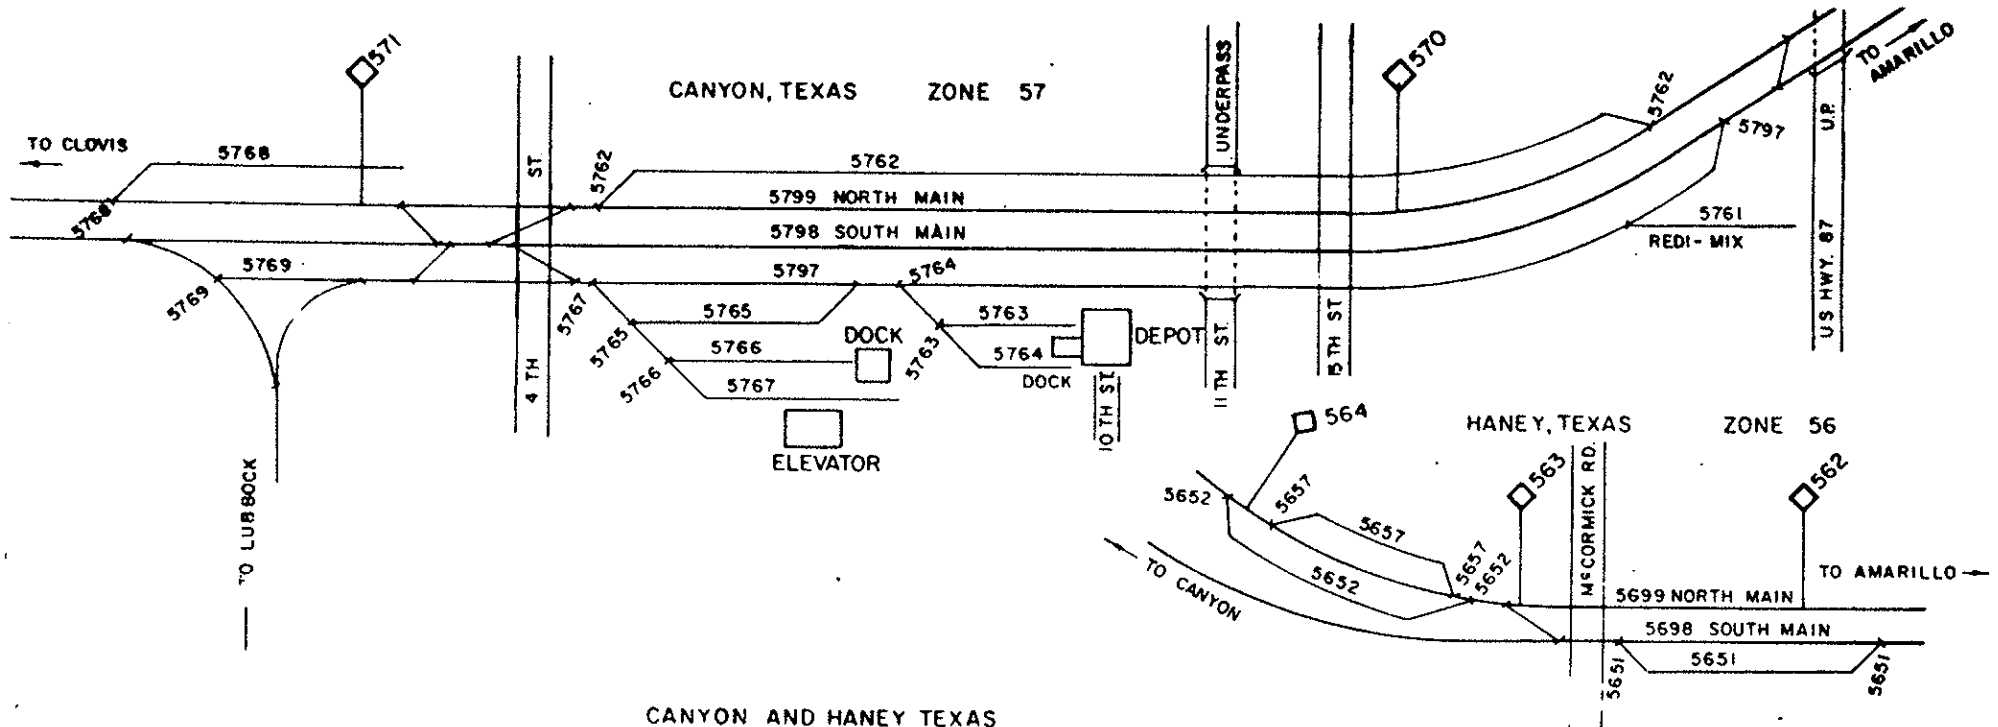 571
570
CANYON, TEXAS ZONE 57
UNDERPASS
TO AMARILLO
TO CLOVIS
5768
5768
ST.
5762
5762
5762
5797
U.P.
5799 NORTH MAIN
5798 SOUTH MAIN
5761
REDI-MIX
5769
5769
5797
5764
5767
5765
5765
5763
5763
DOCK
DEPOT
5766
5766
5764
DOCK
5767
4 TH
10TH ST.
11 TH ST.
15 TH ST
US HWY. 87
ELEVATOR
TO LUBBOCK
564
HANEY, TEXAS ZONE 56
563
562
McCORMICK RD.
5652
5657
5657
5657
5652
5652
TO CANYON
TO AMARILLO
5699 NORTH MAIN
5698 SOUTH MAIN
5651
5651
5651
CANYON AND HANEY TEXAS